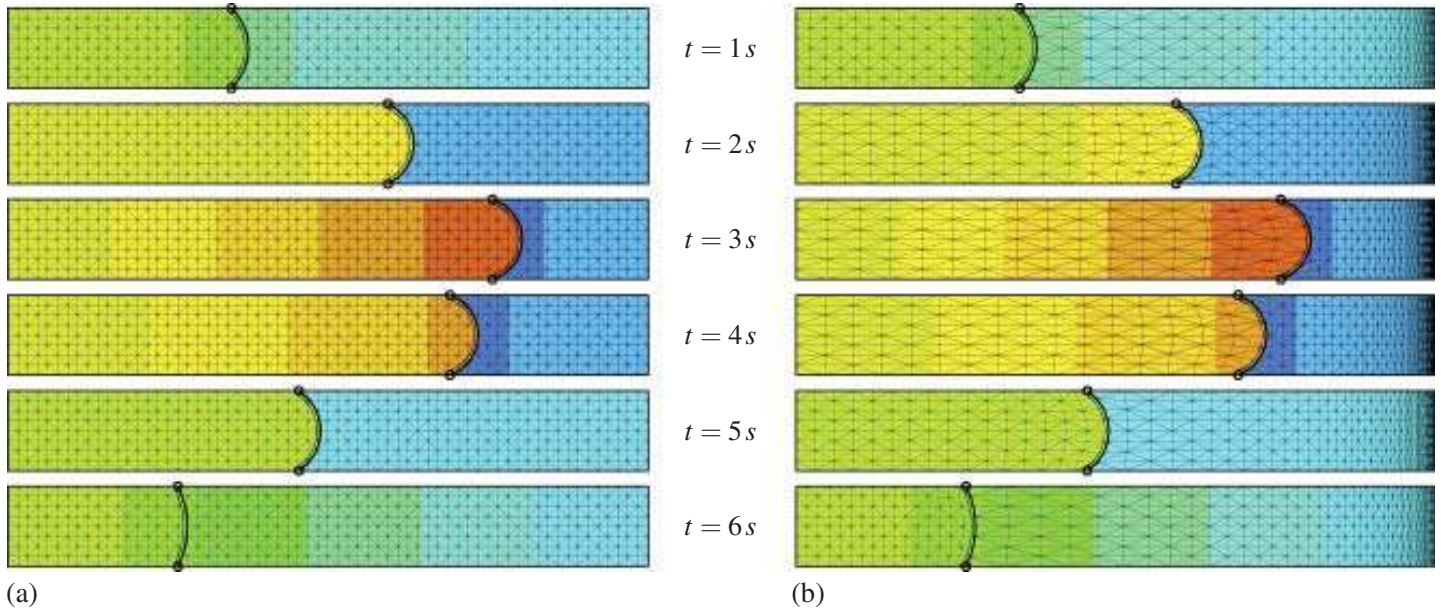 t = 1 s
t = 2 s
t = 3 s
t = 4 s
t = 5 s
t = 6 s
(a)
(b)